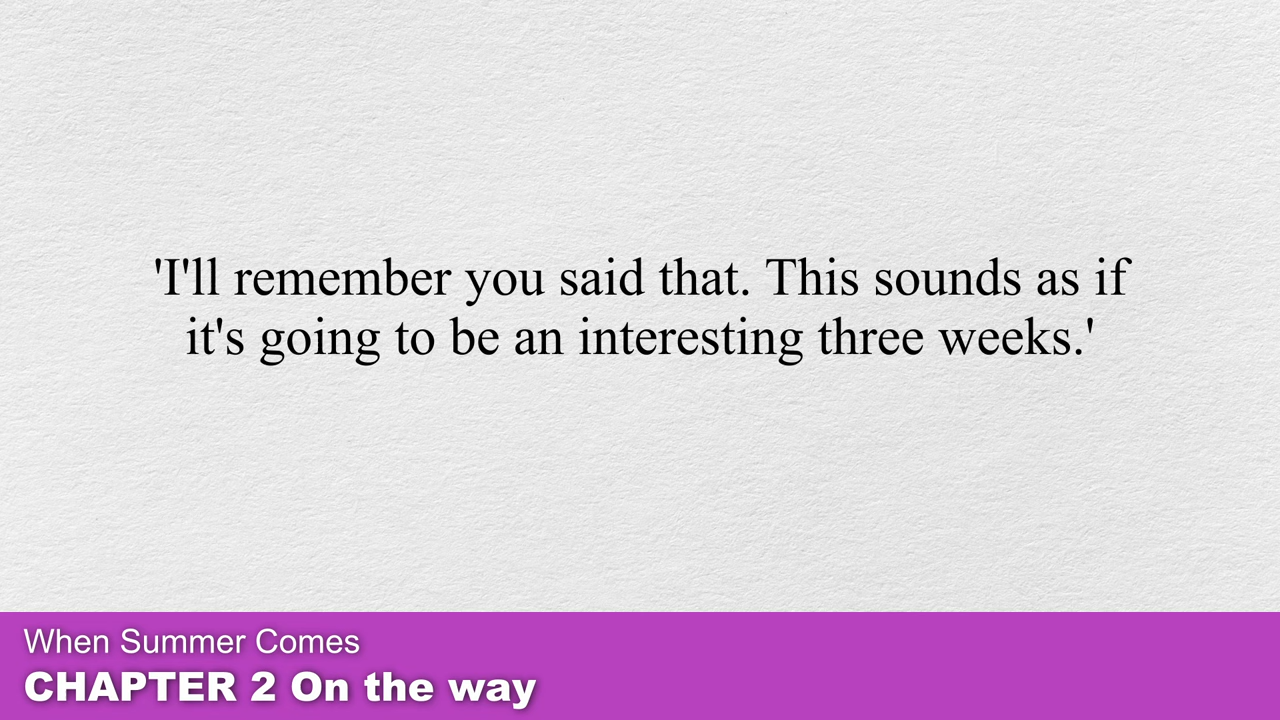 'I'll remember you said that. This sounds as if
it's going to be an interesting three weeks.'
When Summer Comes
CHAPTER 2 On the way